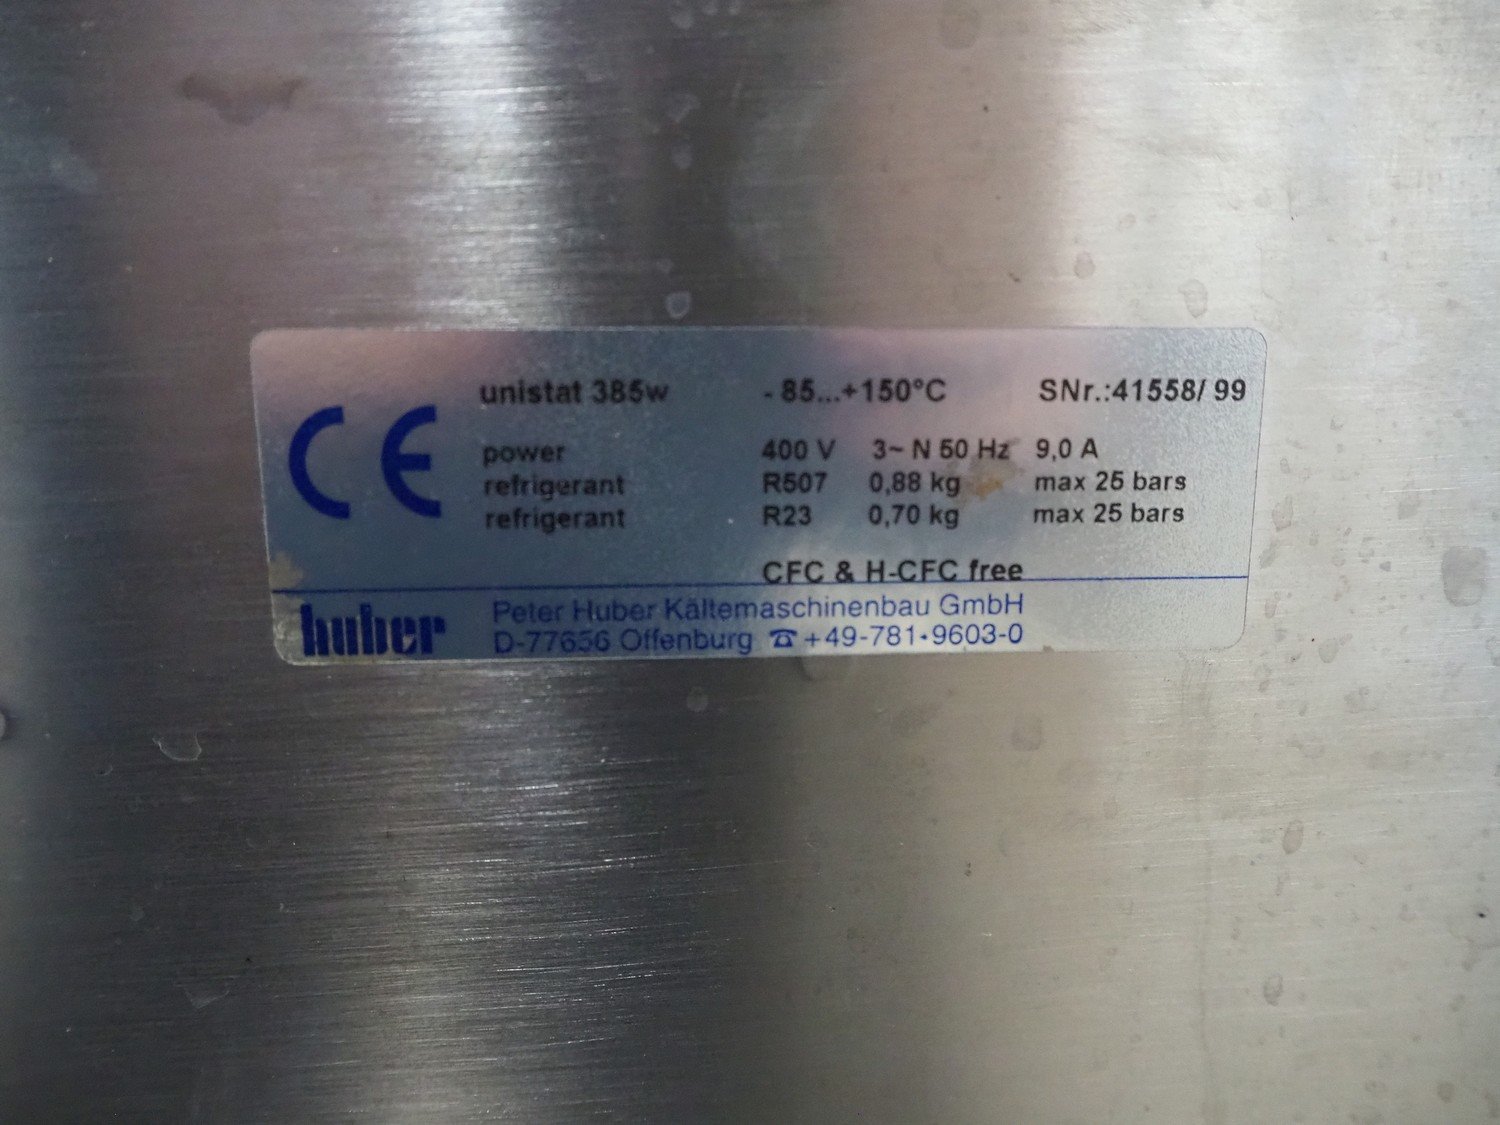 CE
unistat 385w - 85...+150°C SNr.:41558/ 99
power 400 V 3~ N 50 Hz 9,0 A
refrigerant R507 0,88 kg max 25 bars
refrigerant R23 0,70 kg max 25 bars
CFC & H-CFC free
huber
Peter Huber Kältemaschinenbau GmbH
D-77656 Offenburg ☎ +49-781•9603-0